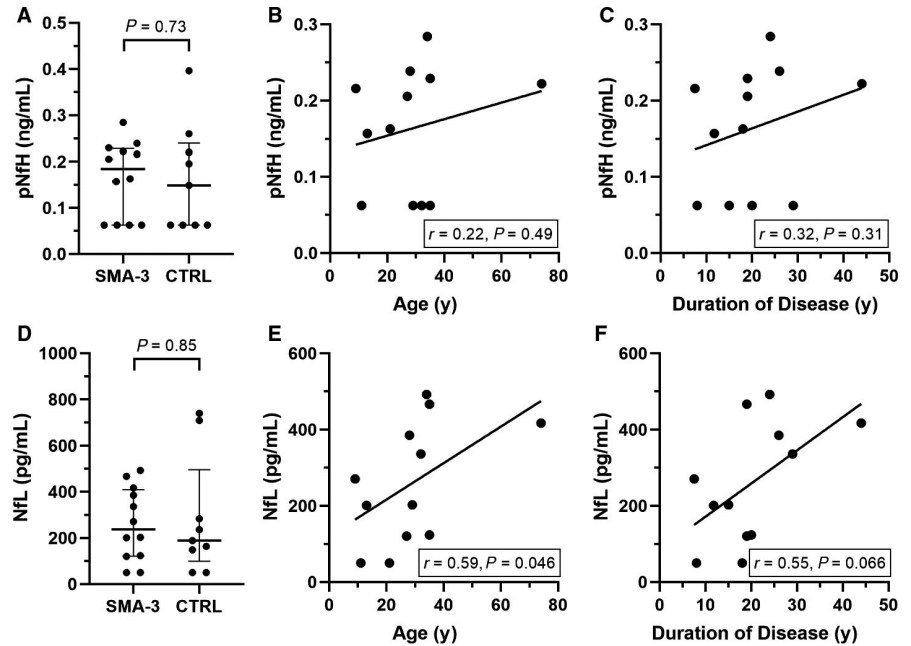 A
P = 0.73
pNfH (ng/mL)
0.5
0.4
0.3
0.2
0.1
0.0
SMA-3 CTRL
B
pNfH (ng/mL)
0.3
0.2
0.1
0.0
0 20 40 60 80
r = 0.22, P = 0.49
Age (y)
C
pNfH (ng/mL)
0.3
0.2
0.1
0.0
0 10 20 30 40 50
r = 0.32, P = 0.31
Duration of Disease (y)
D
P = 0.85
NfL (pg/mL)
1000
800
600
400
200
0
SMA-3 CTRL
E
NfL (pg/mL)
600
400
200
0
0 20 40 60 80
r = 0.59, P = 0.046
Age (y)
F
NfL (pg/mL)
600
400
200
0
0 10 20 30 40 50
r = 0.55, P = 0.066
Duration of Disease (y)